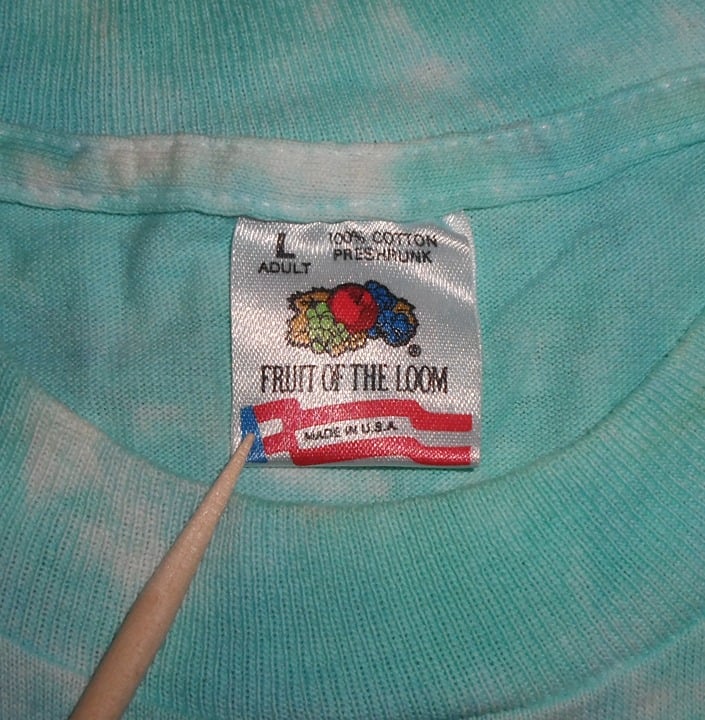 L 100% COTTON
ADULT PRESHRUNK
®
FRUIT OF THE LOOM
MADE IN U.S.A.